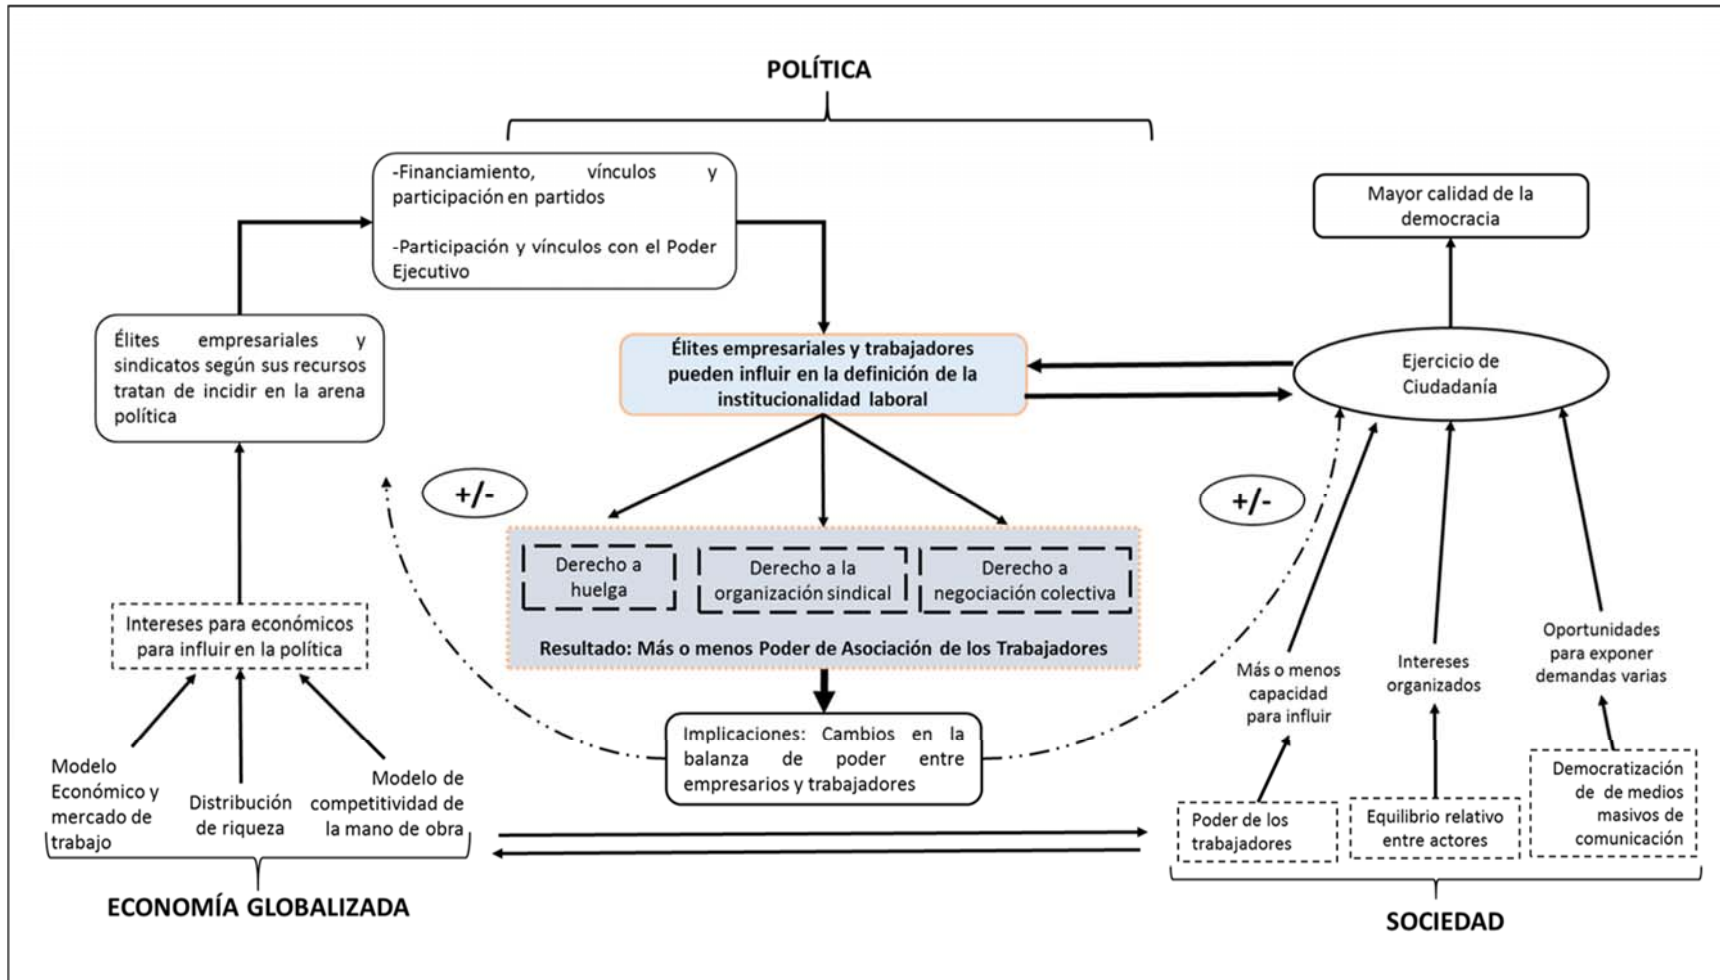 POLÍTICA
-Financiamiento, vínculos y
participación en partidos
-Participación y vínculos con el Poder
Ejecutivo
Mayor calidad de la
democracia
Élites empresariales y
sindicatos según sus recursos
tratan de incidir en la arena
política
Élites empresariales y trabajadores
pueden influir en la definición de la
institucionalidad laboral
Ejercicio de
Ciudadanía
+/-
+/-
Derecho a
huelga
Derecho a la
organización sindical
Derecho a
negociación colectiva
Resultado: Más o menos Poder de Asociación de los Trabajadores
Intereses para económicos
para influir en la política
Más o menos
capacidad
para influir
Intereses
organizados
Oportunidades
para exponer
demandas varias
Implicaciones: Cambios en la
balanza de poder entre
empresarios y trabajadores
Modelo
Económico y
mercado de
trabajo
Distribución
de riqueza
Modelo de
competitividad de
la mano de obra
Poder de los
trabajadores
Equilibrio relativo
entre actores
Democratización
de de medios
masivos de
comunicación
ECONOMÍA GLOBALIZADA
SOCIEDAD